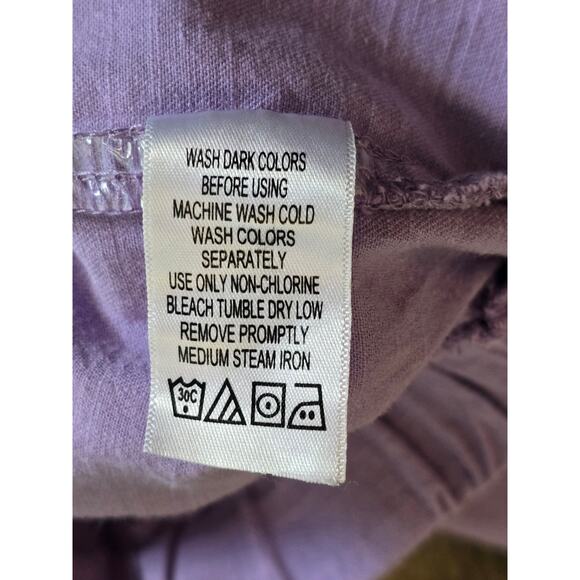 WASH DARK COLORS
BEFORE USING
MACHINE WASH COLD
WASH COLORS
SEPARATELY
USE ONLY NON-CHLORINE
BLEACH TUMBLE DRY LOW
REMOVE PROMPTLY
MEDIUM STEAM IRON
30C